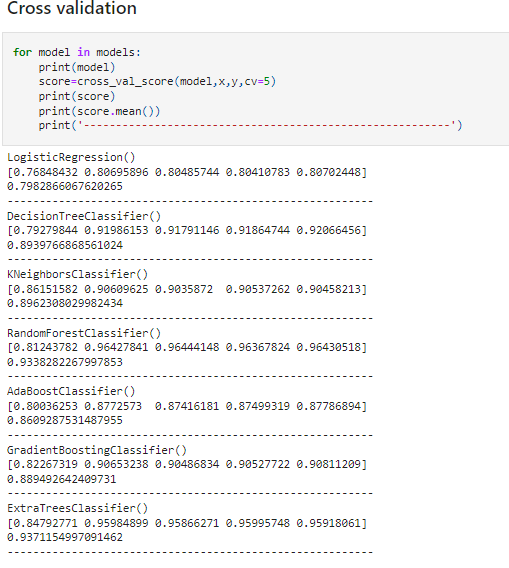 Cross validation
for model in models:
    print(model)
    score=cross_val_score(model,x,y,cv=5)
    print(score)
    print(score.mean())
    print('------------------------------------------------------')
LogisticRegression()
[0.76848432 0.80695896 0.80485744 0.80410783 0.80702448]
0.7982866067620265
------------------------------------------------------
DecisionTreeClassifier()
[0.79279844 0.91986153 0.91791146 0.91864744 0.92066456]
0.8939766868561024
------------------------------------------------------
KNeighborsClassifier()
[0.86151582 0.90609625 0.9035872  0.90537262 0.90458213]
0.8962308029982434
------------------------------------------------------
RandomForestClassifier()
[0.81243782 0.96427841 0.96444148 0.96367824 0.96430518]
0.9338282267997853
------------------------------------------------------
AdaBoostClassifier()
[0.80036253 0.8772573  0.87416181 0.87499319 0.87786894]
0.8609287531487955
------------------------------------------------------
GradientBoostingClassifier()
[0.82267319 0.90653238 0.90486834 0.90527722 0.90811209]
0.889492642409731
------------------------------------------------------
ExtraTreesClassifier()
[0.84792771 0.95984899 0.95866271 0.95995748 0.95918061]
0.9371154997091462
------------------------------------------------------